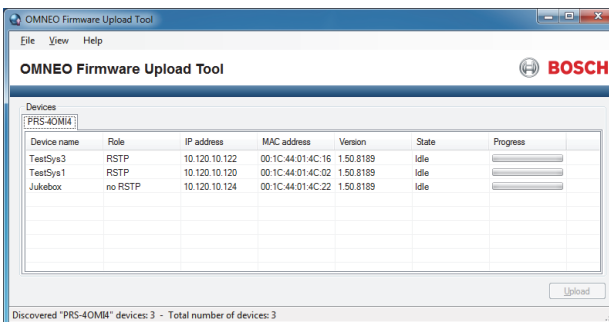 OMNEO Firmware Upload Tool
File View Help
OMNEO Firmware Upload Tool BOSCH
Devices
PRS-4OMI4
Device name Role IP address MAC address Version State Progress
TestSys3 RSTP 10.120.10.122 00:1C:44:01:4C:16 1.50.8189 Idle
TestSys1 RSTP 10.120.10.120 00:1C:44:01:4C:02 1.50.8189 Idle
Jukebox no RSTP 10.120.10.124 00:1C:44:01:4C:22 1.50.8189 Idle
Upload
Discovered "PRS-4OMI4" devices: 3 - Total number of devices: 3